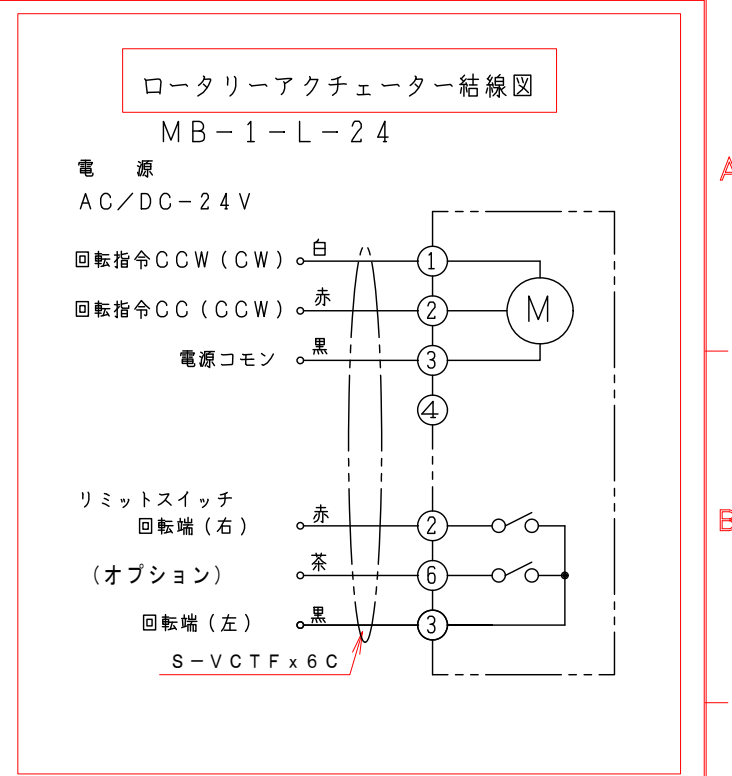 ロータリーアクチェーター結線図
MB-1-L-24
電　源
AC/DC-24V
回転指令CCW(CW) 白 1
回転指令CC(CCW) 赤 2
M
電源コモン 黒 3
4
リミットスイッチ
回転端(右) 赤 2
(オプション) 茶 6
回転端(左) 黒 3
S-VCTFx6C
A
B